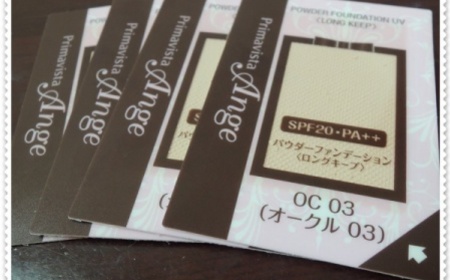 Primavista Ange
Primavista Ange
Primavista Ange
Primavista Ange
POWDER FOUNDATION UV
〈LONG KEEP〉
SPF20・PA++
パウダーファンデーション
〈ロングキープ〉
OC 03
(オークル 03)